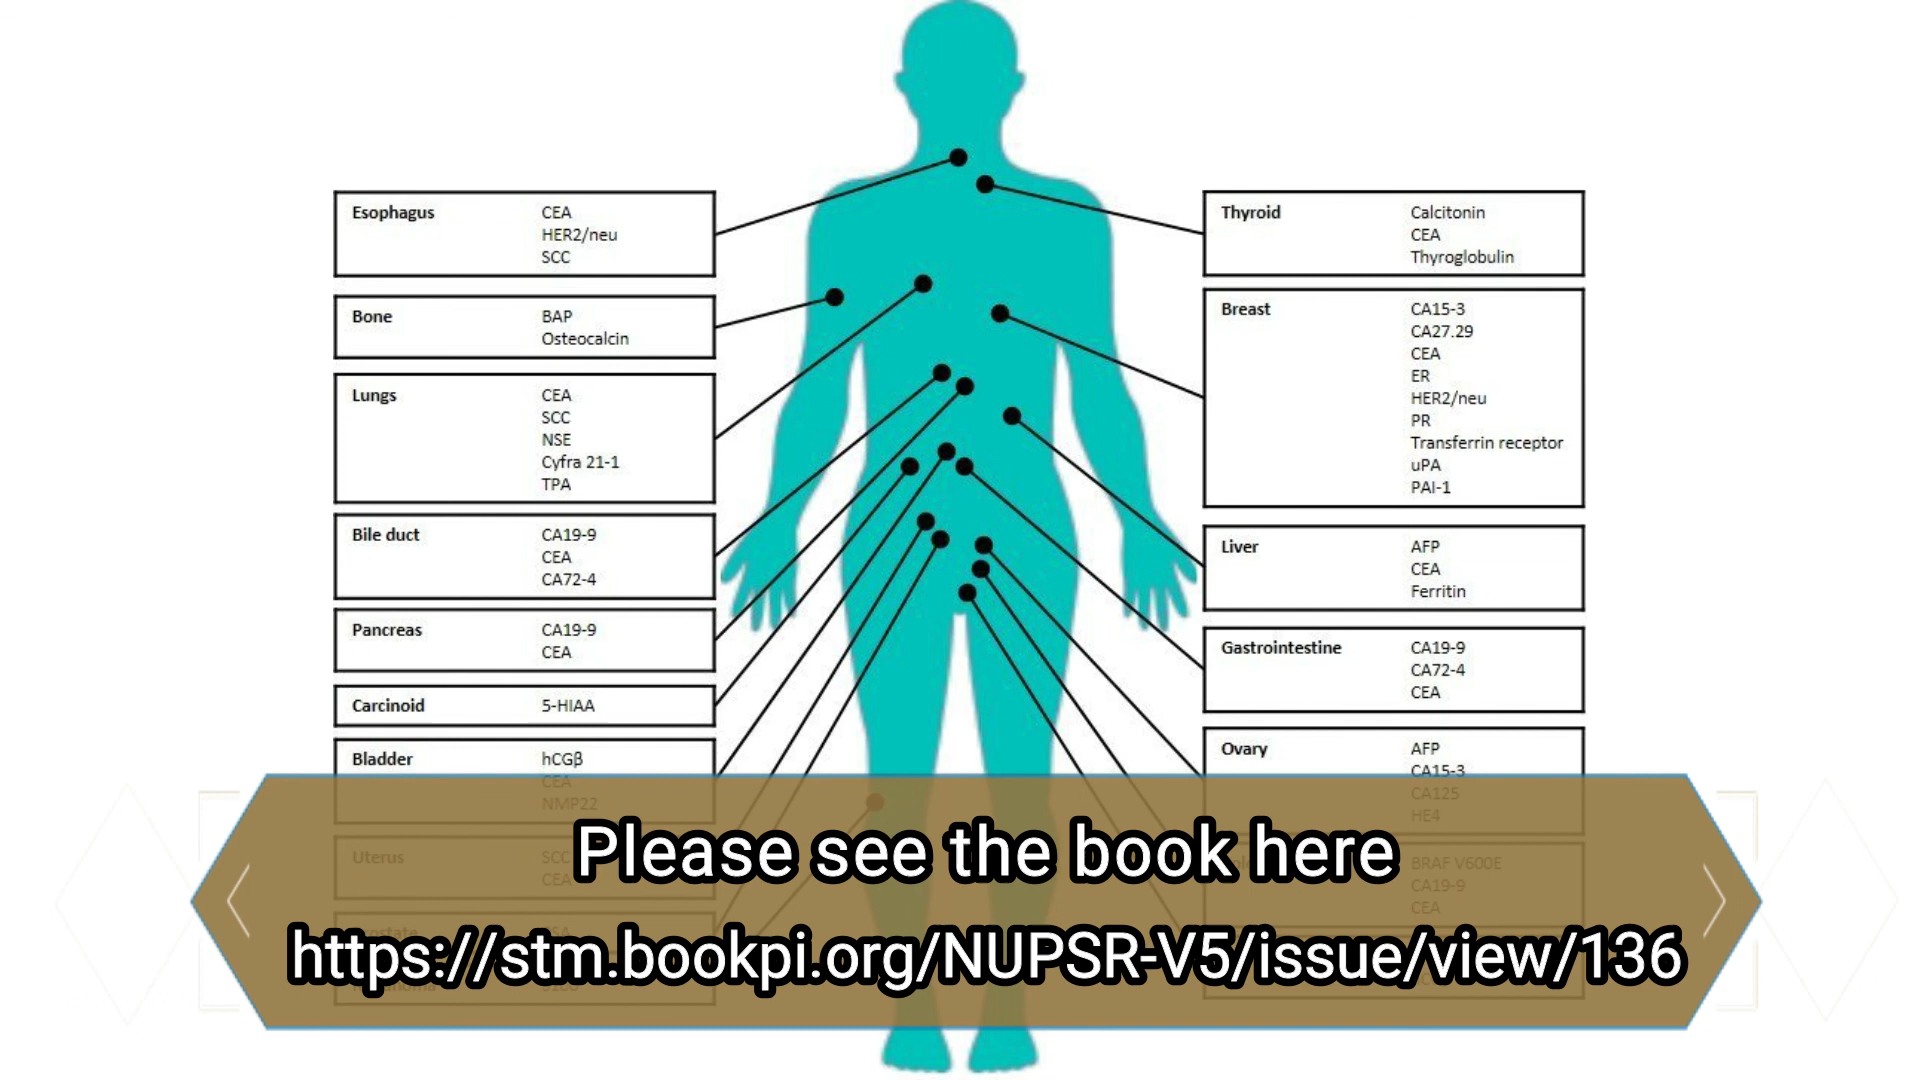 Esophagus CEA
HER2/neu
SCC
Bone BAP
Osteocalcin
Lungs CEA
SCC
NSE
Cyfra 21-1
TPA
Bile duct CA19-9
CEA
CA72-4
Pancreas CA19-9
CEA
Carcinoid 5-HIAA
Bladder hCGβ
CEA
NMP22
Uterus SCC
CEA
Thyroid Calcitonin
CEA
Thyroglobulin
Breast CA15-3
CA27.29
CEA
ER
HER2/neu
PR
Transferrin receptor
uPA
PAI-1
Liver AFP
CEA
Ferritin
Gastrointestine CA19-9
CA72-4
CEA
Ovary AFP
CA15-3
CA125
HE4
BRAF V600E
CA19-9
CEA
Please see the book here
https://stm.bookpi.org/NUPSR-V5/issue/view/136